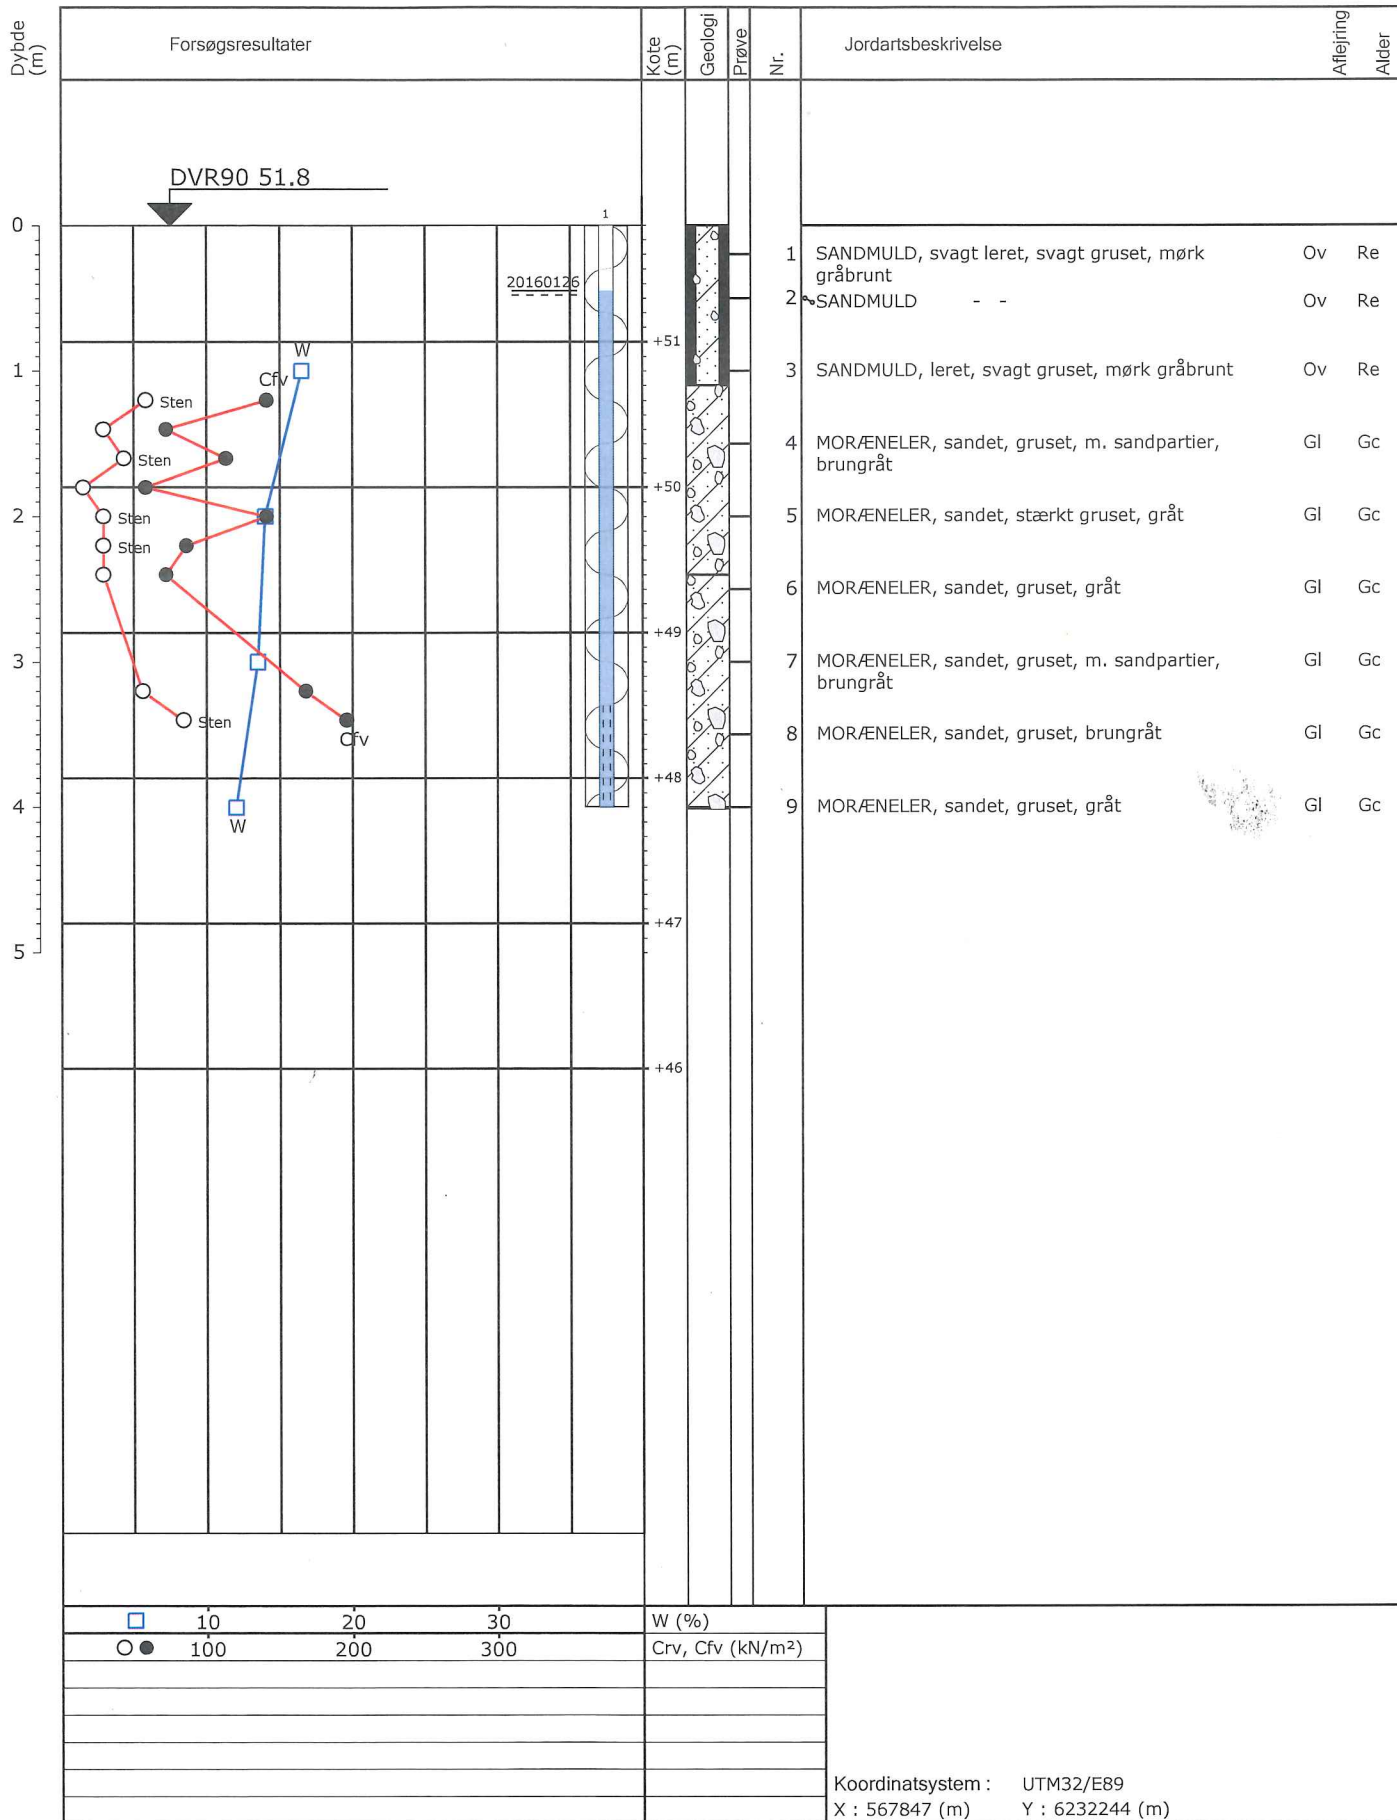 Dybde (m)
Forsøgsresultater
Kote (m)
Geologi
Prøve
Nr.
Jordartsbeskrivelse
Aflejring
Alder
DVR90 51.8
1
0
1
2
3
4
5
20160126
W
Cfv
Sten
Sten
Sten
Sten
Sten
Cfv
W
+51
+50
+49
+48
+47
+46
1 SANDMULD, svagt leret, svagt gruset, mørk Ov Re
gråbrunt
2 SANDMULD - - Ov Re
3 SANDMULD, leret, svagt gruset, mørk gråbrunt Ov Re
4 MORÆNELER, sandet, gruset, m. sandpartier, Gl Gc
brungråt
5 MORÆNELER, sandet, stærkt gruset, gråt Gl Gc
6 MORÆNELER, sandet, gruset, gråt Gl Gc
7 MORÆNELER, sandet, gruset, m. sandpartier, Gl Gc
brungråt
8 MORÆNELER, sandet, gruset, brungråt Gl Gc
9 MORÆNELER, sandet, gruset, gråt Gl Gc
10 20 30 W (%)
100 200 300 Crv, Cfv (kN/m²)
Koordinatsystem : UTM32/E89
X : 567847 (m) Y : 6232244 (m)